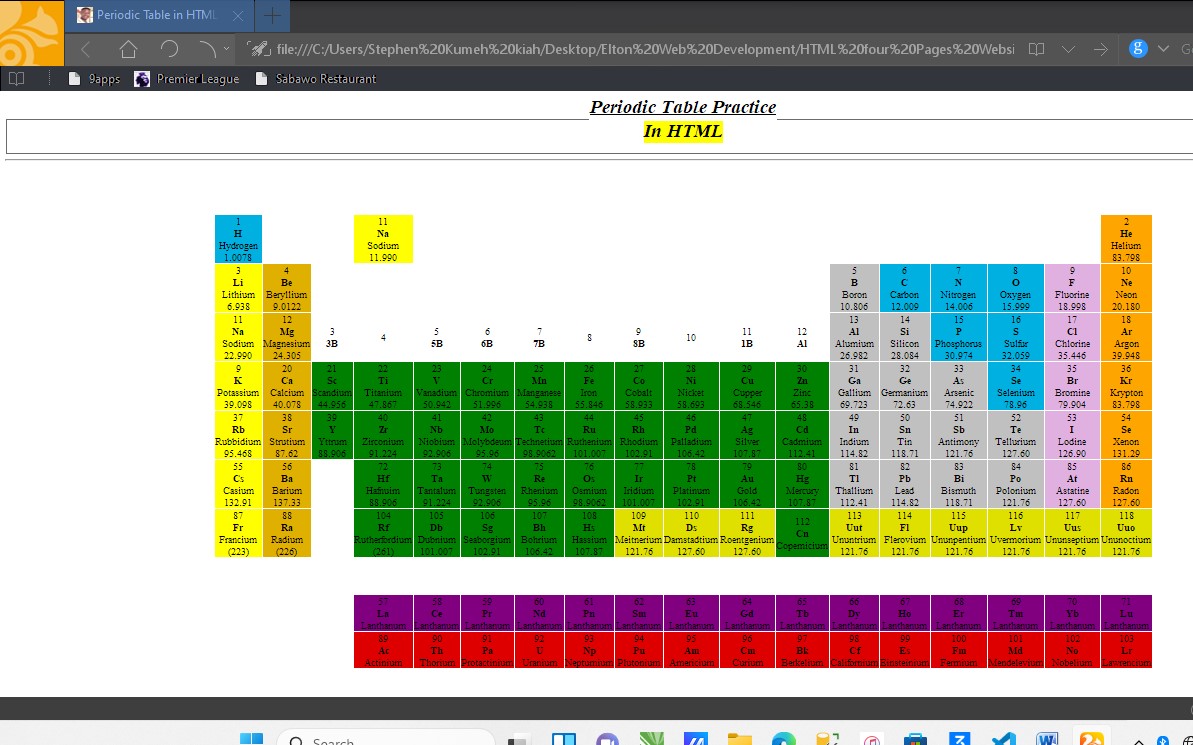 Periodic Table in HTML
file:///C:/Users/Stephen%20Kumeh%20kiah/Desktop/Elton%20Web%20Development/HTML%20four%20Pages%20Websi
g
G
9apps Premier League Sabawo Restaurant
Periodic Table Practice
In HTML
1 11 2
H Na He
Hydrogen Sodium Helium
1.0078 11.990 83.798
3 4 5 6 7 8 9 10
Li Be B C N O F Ne
Lithium Beryllium Boron Carbon Nitrogen Oxygen Fluorine Neon
6.938 9.0122 10.806 12.009 14.006 15.999 18.998 20.180
11 12 3 4 5 6 7 8 9 10 11 12 13 14 15 16 17 18
Na Mg 3B 5B 6B 7B 8B 1B Al Al Si P S Cl Ar
Sodium Magnesium Alumium Silicon Phosphorus Sulfur Chlorine Argon
22.990 24.305 26.982 28.084 30.974 32.059 35.446 39.948
9 20 21 22 23 24 25 26 27 28 29 30 31 32 33 34 35 36
K Ca Sc Ti V Cr Mn Fe Co Ni Cu Zn Ga Ge As Se Br Kr
Potassium Calcium Scandium Titanium Vanadium Chromium Manganese Iron Cobalt Nicket Cupper Zinc Gallium Germanium Arsenic Selenium Bromine Krypton
39.098 40.078 44.956 47.867 50.942 51.996 54.938 55.846 58.933 58.693 68.546 65.38 69.723 72.63 74.922 78.96 79.904 83.798
37 38 39 40 41 42 43 44 45 46 47 48 49 50 51 52 53 54
Rb Sr Y Zr Nb Mo Tc Ru Rh Pd Ag Cd In Sn Sb Te I Se
Rubbidium Strutium Yttrum Zirconium Niobium Molybdeum Technetium Ruthenium Rhodium Palladium Silver Cadmium Indium Tin Antimony Tellurium Lodine Xenon
95.468 87.62 88.906 91.224 92.906 95.96 98.9062 101.007 102.91 106.42 107.87 112.41 114.82 118.71 121.76 127.60 126.90 131.29
55 56 72 73 74 75 76 77 78 79 80 81 82 83 84 85 86
Cs Ba Hf Ta W Re Os Ir Pt Au Hg Tl Pb Bi Po At Rn
Casium Barium Hafnium Tantalum Tungsten Rhenium Osmium Iridium Platinum Gold Mercury Thallium Lead Bismuth Polonium Astatine Radon
132.91 137.33 88.906 91.224 92.906 95.96 98.9062 101.007 102.91 106.42 107.87 112.41 114.82 118.71 121.76 127.60 127.60
87 88 104 105 106 107 108 109 110 111 112 113 114 115 116 117 118
Fr Ra Rf Db Sg Bh Hs Mt Ds Rg Cn Uut Fl Uup Lv Uus Uuo
Francium Radium Rutherfordium Dubnium Seaborgium Bohrium Hassium Meitnerium Damstadtium Roentgenium Copernicium Ununtrium Flerovium Ununpentium Uvermorium Ununseptium Ununoctium
(223) (226) (261) 101.007 102.91 106.42 107.87 121.76 127.60 127.60 121.76 121.76 121.76 121.76 121.76 121.76
57 58 59 60 61 62 63 64 65 66 67 68 69 70 71
La Ce Pr Nd Pn Sm Eu Gd Tb Dy Ho Er Tm Yb Lu
Lanthanum Lanthanum Lanthanum Lanthanum Lanthanum Lanthanum Lanthanum Lanthanum Lanthanum Lanthanum Lanthanum Lanthanum Lanthanum Lanthanum Lanthanum
89 90 91 92 93 94 95 96 97 98 99 100 101 102 103
Ac Th Pa U Np Pu Am Cm Bk Cf Es Fm Md No Lr
Actinium Thorium Protactinium Uranium Neptunium Plutonium Americium Curium Berkelium Californium Einsteinium Fermium Mendelevium Nobelium Lawrencium
Search